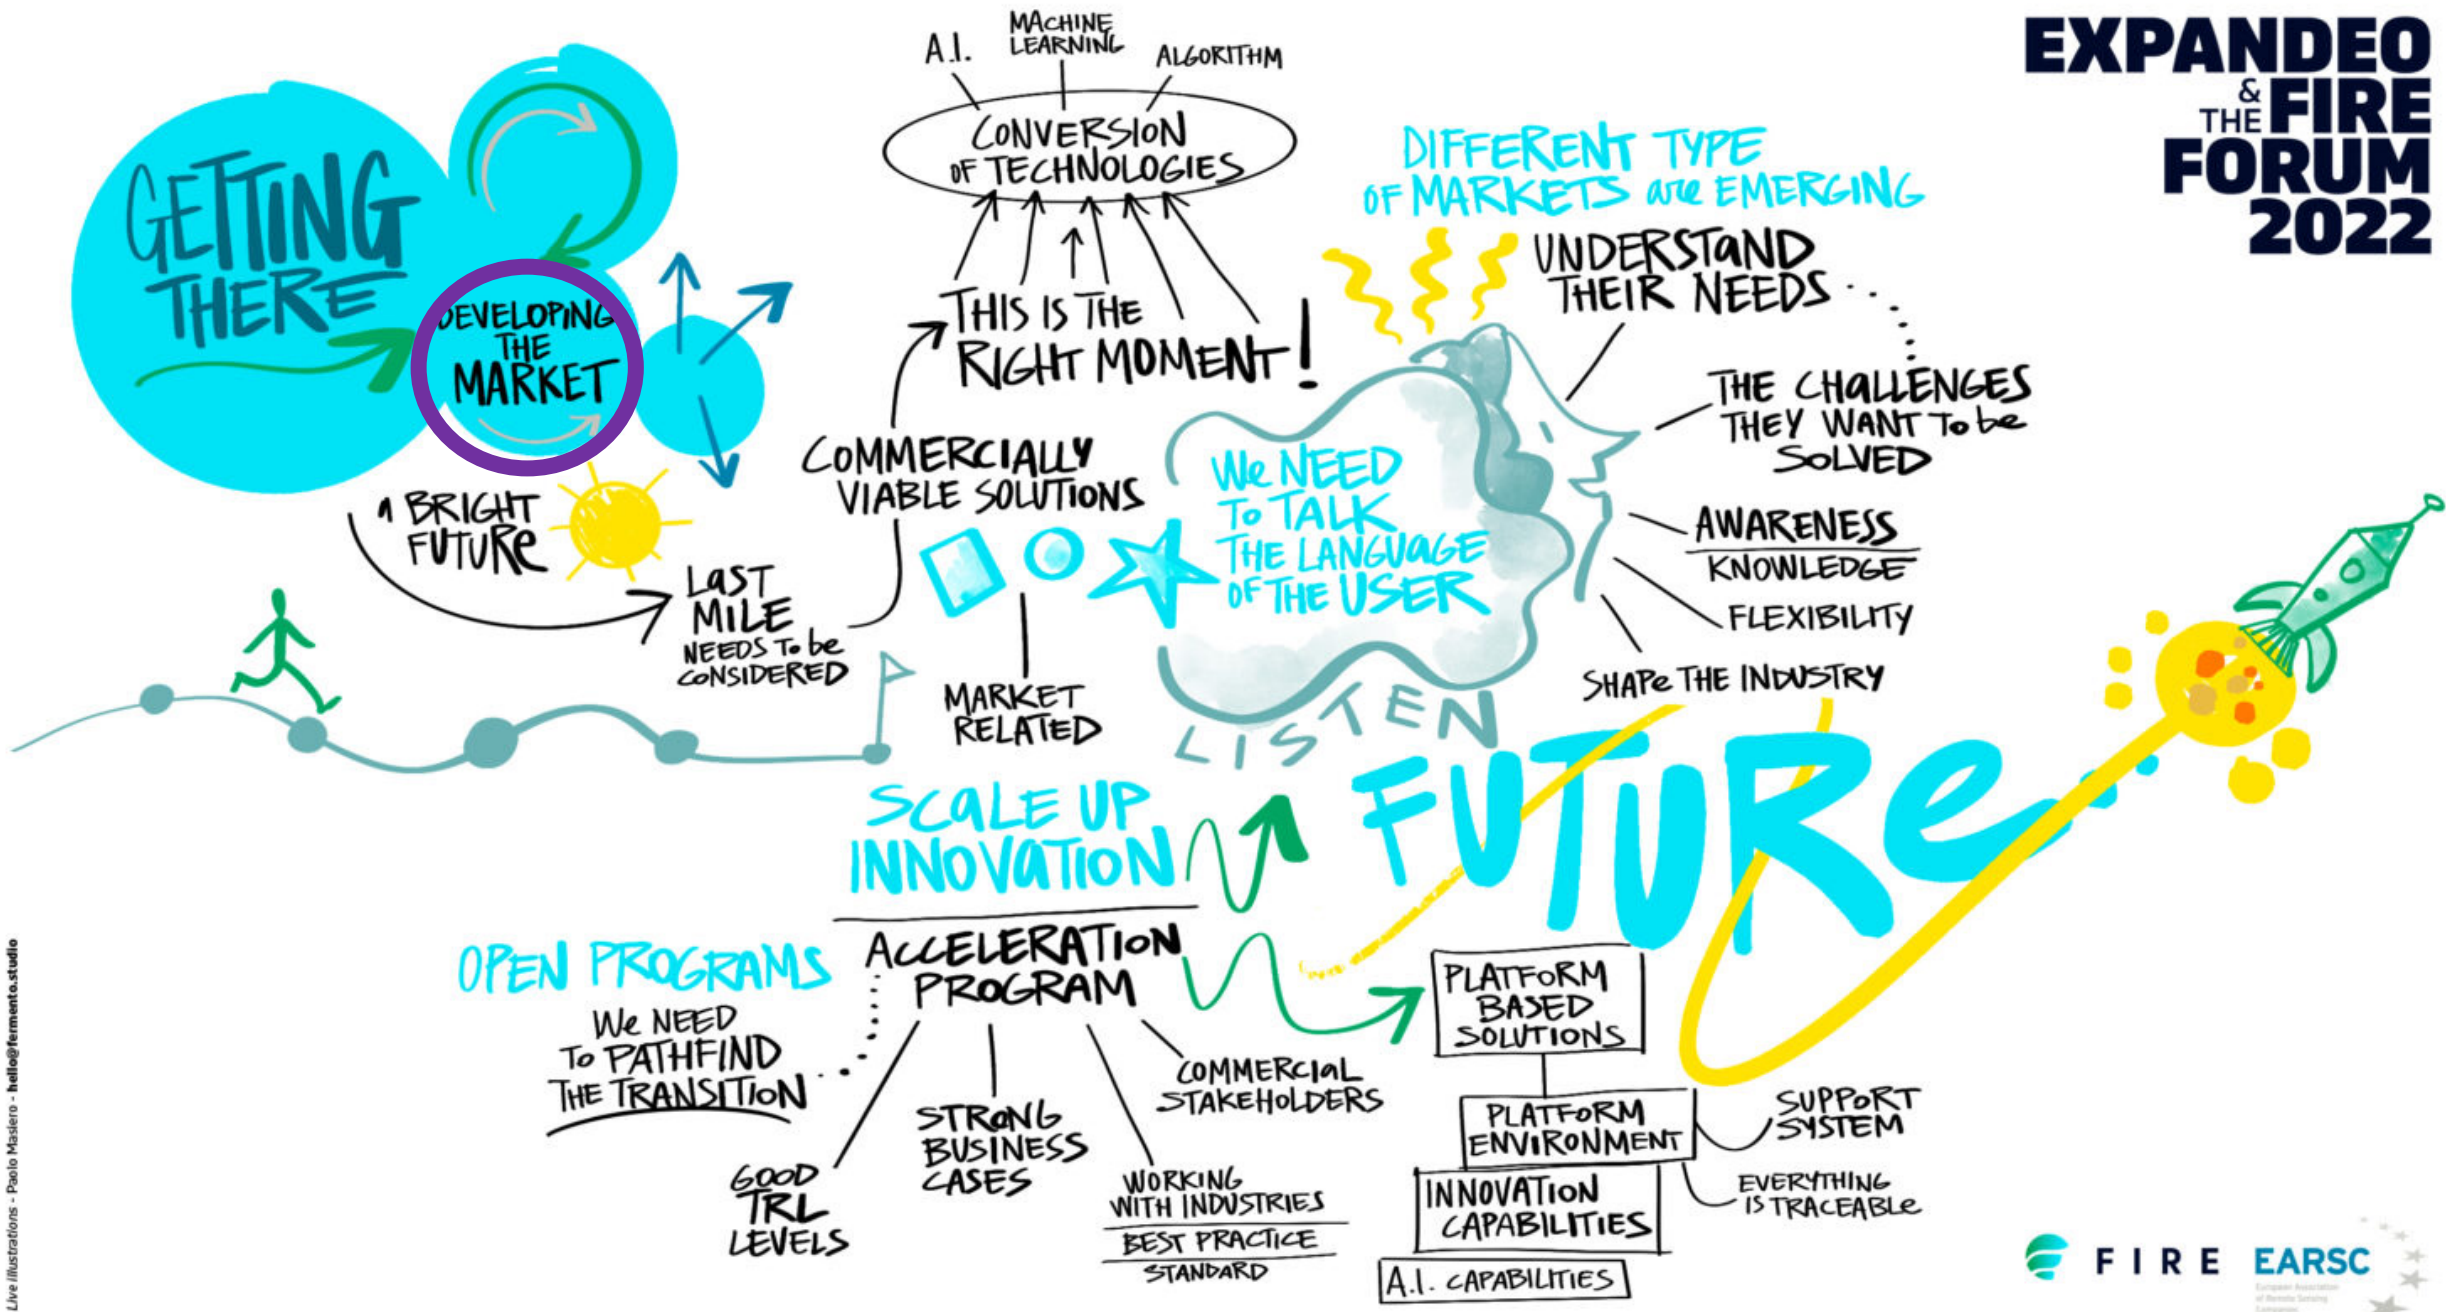 EXPANDEO
& THE FIRE
FORUM
2022
GETTING
THERE
DEVELOPING
THE
MARKET
A BRIGHT
FUTURE
LAST
MILE
NEEDS To be
CONSIDERED
COMMERCIALLY
VIABLE SOLUTIONS
MARKET
RELATED
THIS IS THE
RIGHT MOMENT!
CONVERSION
OF TECHNOLOGIES
A.I.
MACHINE
LEARNING
ALGORITHM
DIFFERENT TYPE
OF MARKETS are EMERGING
UNDERSTAND
THEIR NEEDS
THE CHALLENGES
THEY WANT To be
SOLVED
AWARENESS
KNOWLEDGE
FLEXIBILITY
SHAPE THE INDUSTRY
We NEED
To TALK
THE LANGUAGE
OF THE USER
LISTEN
FUTURE
SCALE UP
INNOVATION
ACCELERATION
PROGRAM
OPEN PROGRAMS
We NEED
To PATHFIND
THE TRANSITION
GOOD
TRL
LEVELS
STRONG
BUSINESS
CASES
WORKING
WITH INDUSTRIES
BEST PRACTICE
STANDARD
COMMERCIAL
STAKEHOLDERS
PLATFORM
BASED
SOLUTIONS
PLATFORM
ENVIRONMENT
SUPPORT
SYSTEM
EVERYTHING
IS TRACEABLE
INNOVATION
CAPABILITIES
A.I. CAPABILITIES
Live illustrations - Paolo Masiero - hello@fermento.studio
FIRE
EARSC
European Association
of Remote Sensing
Companies